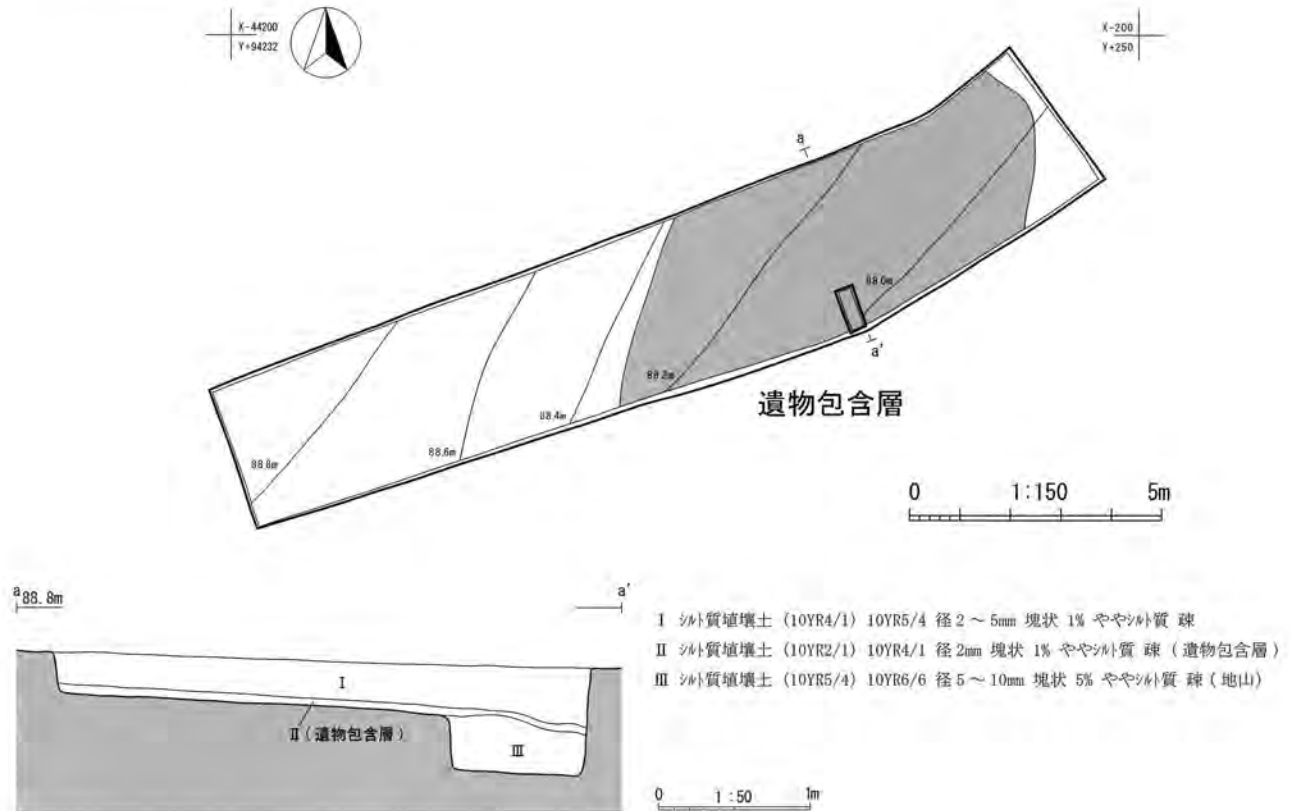 X-44200
Y+94232
X-200
Y+250
a
88.0m
a'
88.2m
遺物包含層
88.4m
88.6m
88.8m
0 1:150 5m
a 88.8m a'
Ⅰ
Ⅱ(遺物包含層)
Ⅲ
Ⅰ シルト質埴壌土 (10YR4/1) 10YR5/4 径2~5mm 塊状 1% ややシルト質 疎
Ⅱ シルト質埴壌土 (10YR2/1) 10YR4/1 径2mm 塊状 1% ややシルト質 疎(遺物包含層)
Ⅲ シルト質埴壌土 (10YR5/4) 10YR6/6 径5~10mm 塊状 5% ややシルト質 疎(地山)
0 1:50 1m